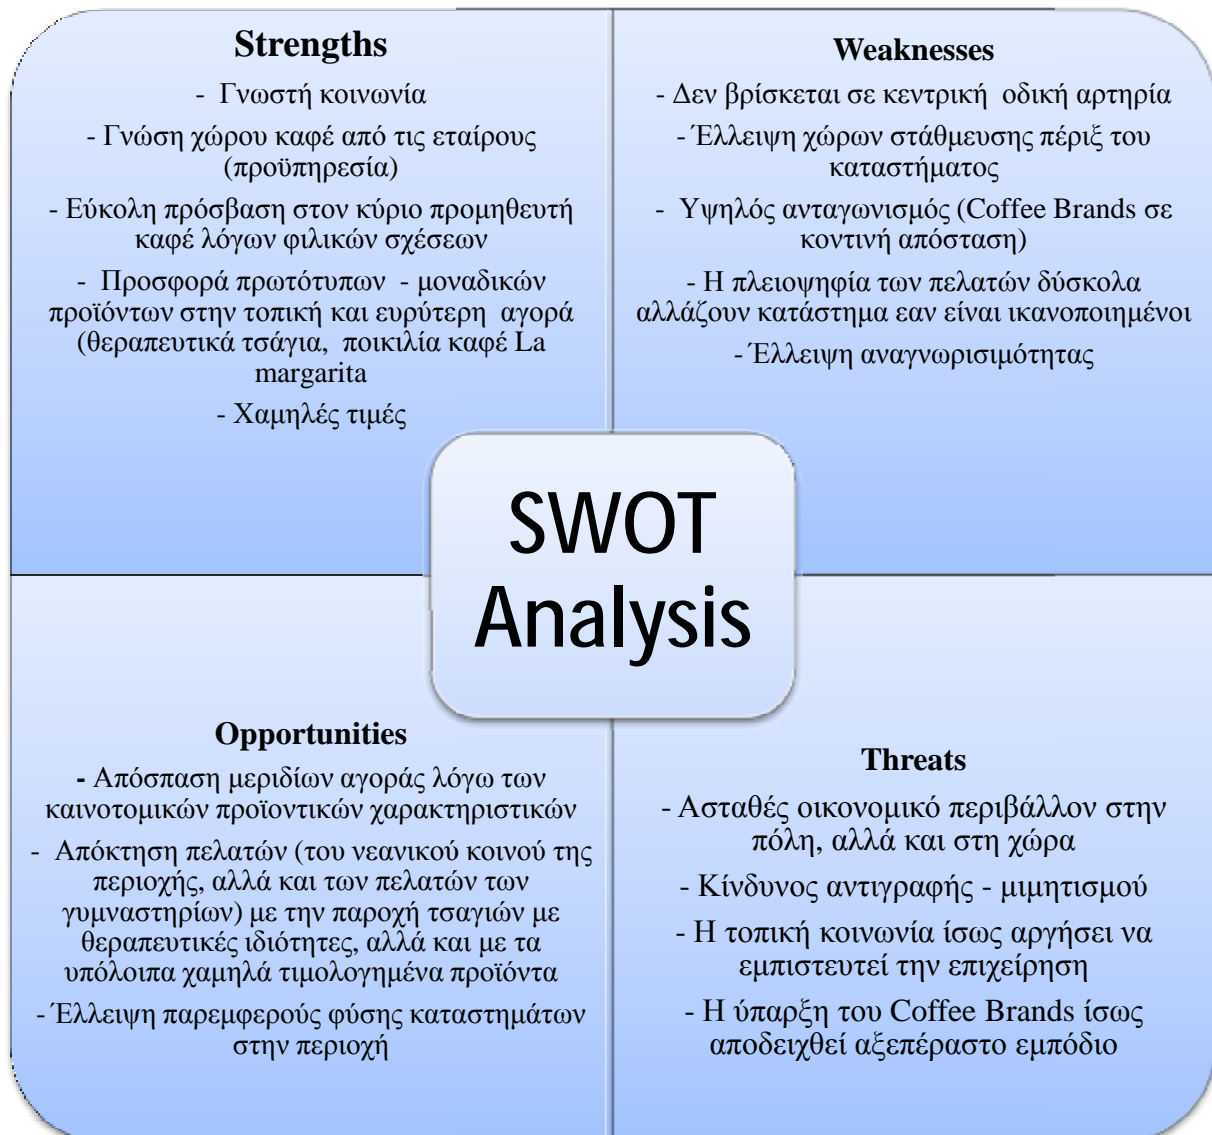 Strengths
- Γνωστή κοινωνία
- Γνώση χώρου καφέ από τις εταίρους
(προϋπηρεσία)
- Εύκολη πρόσβαση στον κύριο προμηθευτή
καφέ λόγων φιλικών σχέσεων
- Προσφορά πρωτότυπων - μοναδικών
προϊόντων στην τοπική και ευρύτερη αγορά
(θεραπευτικά τσάγια, ποικιλία καφέ La
margarita
- Χαμηλές τιμές
Weaknesses
- Δεν βρίσκεται σε κεντρική οδική αρτηρία
- Έλλειψη χώρων στάθμευσης πέριξ του
καταστήματος
- Υψηλός ανταγωνισμός (Coffee Brands σε
κοντινή απόσταση)
- Η πλειοψηφία των πελατών δύσκολα
αλλάζουν κατάστημα εαν είναι ικανοποιημένοι
- Έλλειψη αναγνωρισιμότητας
SWOT
Analysis
Opportunities
- Απόσπαση μεριδίων αγοράς λόγω των
καινοτομικών προϊοντικών χαρακτηριστικών
- Απόκτηση πελατών (του νεανικού κοινού της
περιοχής, αλλά και των πελατών των
γυμναστηρίων) με την παροχή τσαγιών με
θεραπευτικές ιδιότητες, αλλά και με τα
υπόλοιπα χαμηλά τιμολογημένα προϊόντα
- Έλλειψη παρεμφερούς φύσης καταστημάτων
στην περιοχή
Threats
- Ασταθές οικονομικό περιβάλλον στην
πόλη, αλλά και στη χώρα
- Κίνδυνος αντιγραφής - μιμητισμού
- Η τοπική κοινωνία ίσως αργήσει να
εμπιστευτεί την επιχείρηση
- Η ύπαρξη του Coffee Brands ίσως
αποδειχθεί αξεπέραστο εμπόδιο